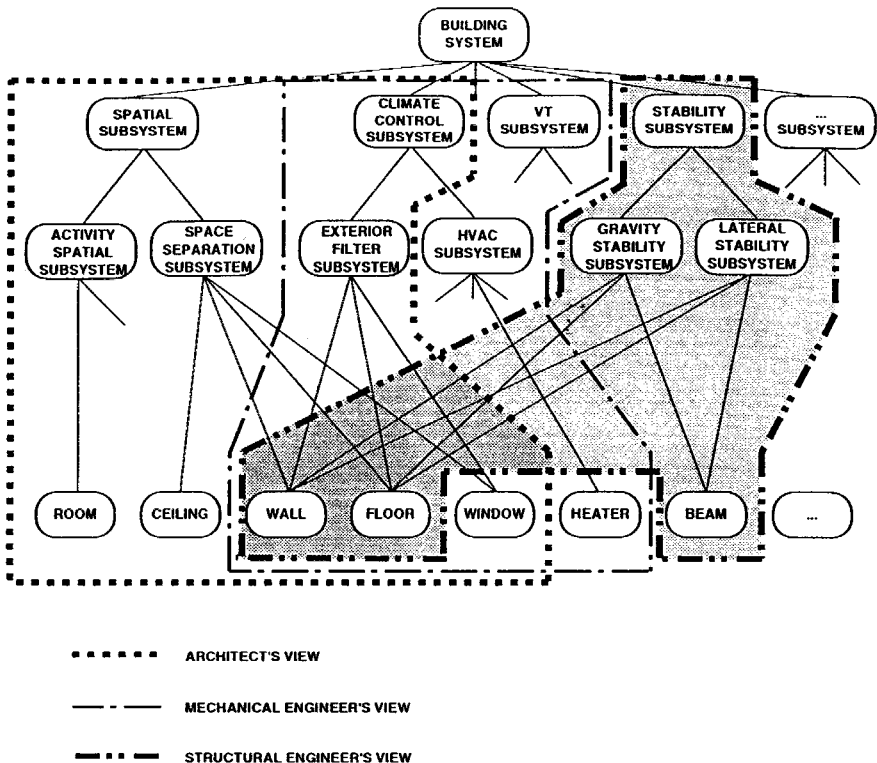 BUILDING
SYSTEM
SPATIAL
SUBSYSTEM
CLIMATE
CONTROL
SUBSYSTEM
VT
SUBSYSTEM
STABILITY
SUBSYSTEM
...
SUBSYSTEM
ACTIVITY
SPATIAL
SUBSYSTEM
SPACE
SEPARATION
SUBSYSTEM
EXTERIOR
FILTER
SUBSYSTEM
HVAC
SUBSYSTEM
GRAVITY
STABILITY
SUBSYSTEM
LATERAL
STABILITY
SUBSYSTEM
ROOM
CEILING
WALL
FLOOR
WINDOW
HEATER
BEAM
...
ARCHITECT'S VIEW
MECHANICAL ENGINEER'S VIEW
STRUCTURAL ENGINEER'S VIEW